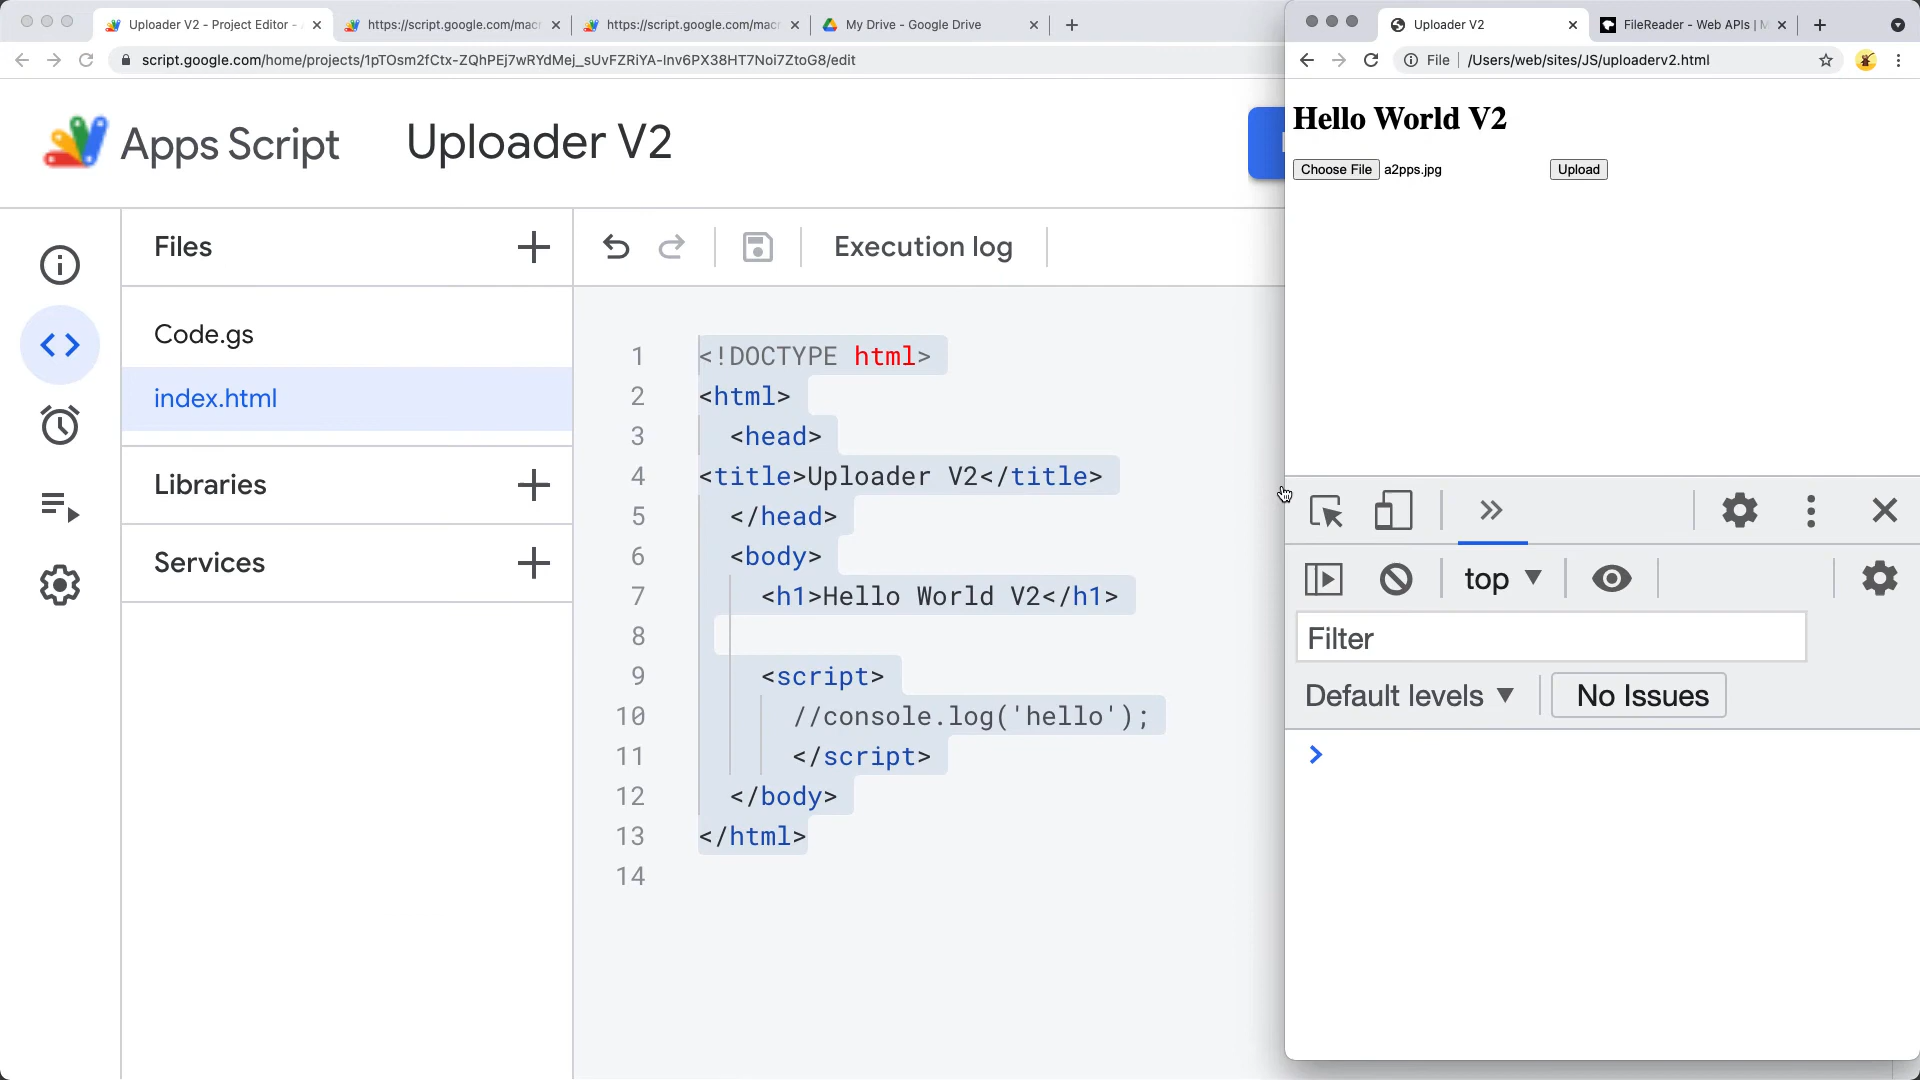 Uploader V2 - Project Editor -
https://script.google.com/macr
https://script.google.com/macr
My Drive - Google Drive
script.google.com/home/projects/1pTOsm2fCtx-ZQhPEj7wRYdMej_sUvFZRiYA-Inv6PX38HT7Noi7ZtoG8/edit
Apps Script
Uploader V2
Files
Execution log
Code.gs
index.html
Libraries
Services
1 <!DOCTYPE html>
2 <html>
3 <head>
4 <title>Uploader V2</title>
5 </head>
6 <body>
7 <h1>Hello World V2</h1>
8
9 <script>
10 //console.log('hello');
11 </script>
12 </body>
13 </html>
14
Uploader V2
FileReader - Web APIs |
File
/Users/web/sites/JS/uploaderv2.html
Hello World V2
Choose File a2pps.jpg
Upload
top
Filter
Default levels
No Issues